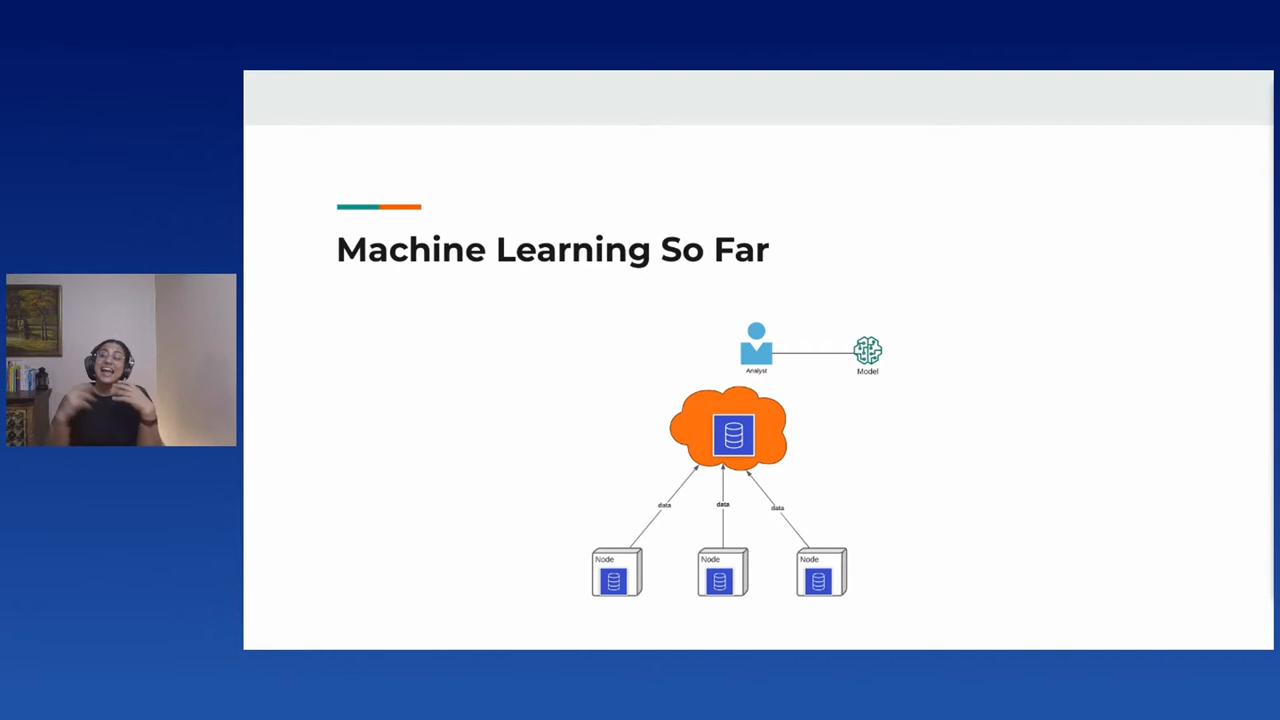 Machine Learning So Far
Analyst
Model
data
data
data
Node
Node
Node